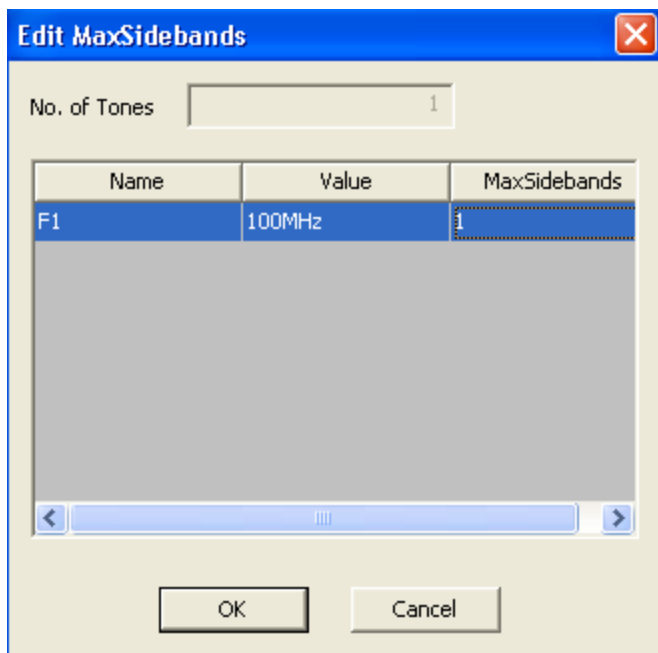 Edit MaxSidebands
No. of Tones 1
Name Value MaxSidebands
F1 100MHz 1
OK Cancel